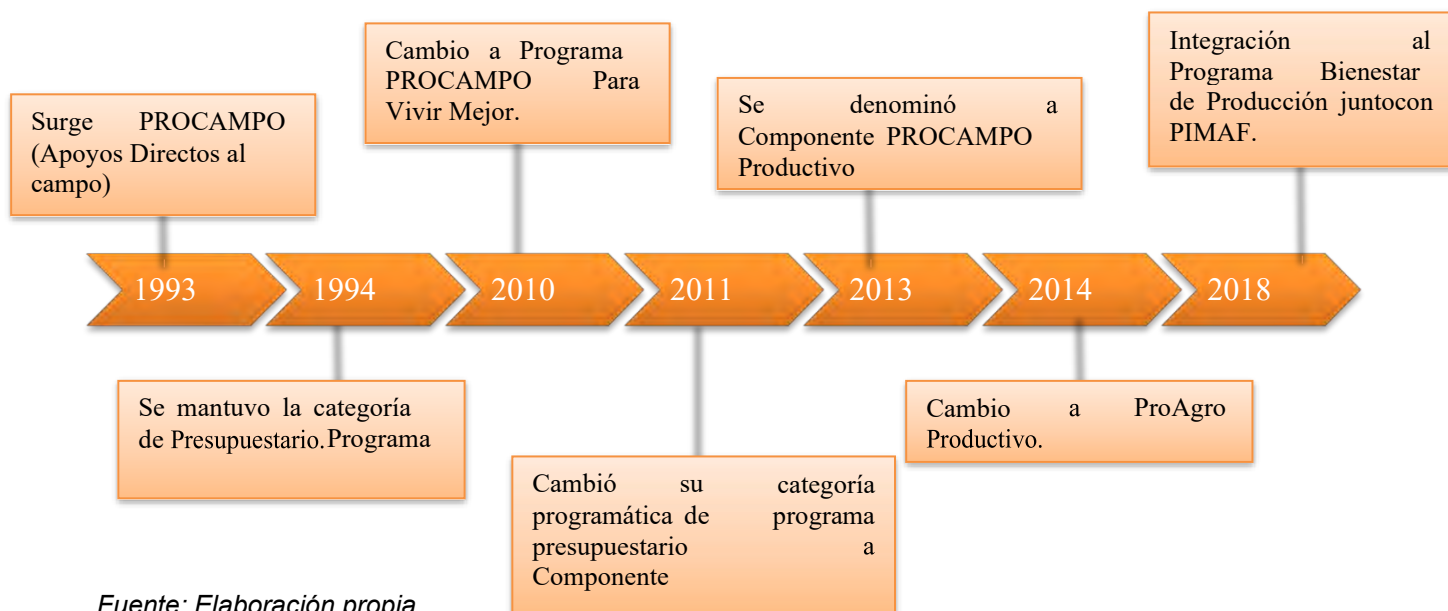 Surge PROCAMPO
(Apoyos Directos al
campo)
Cambio a Programa
PROCAMPO Para
Vivir Mejor.
Se denominó a
Componente PROCAMPO
Productivo
Integración al
Programa Bienestar
de Producción juntocon
PIMAF.
1993 1994 2010 2011 2013 2014 2018
Se mantuvo la categoría
de Presupuestario. Programa
Cambió su categoría
programática de programa
presupuestario a
Componente
Cambio a ProAgro
Productivo.
Fuente: Elaboración propia